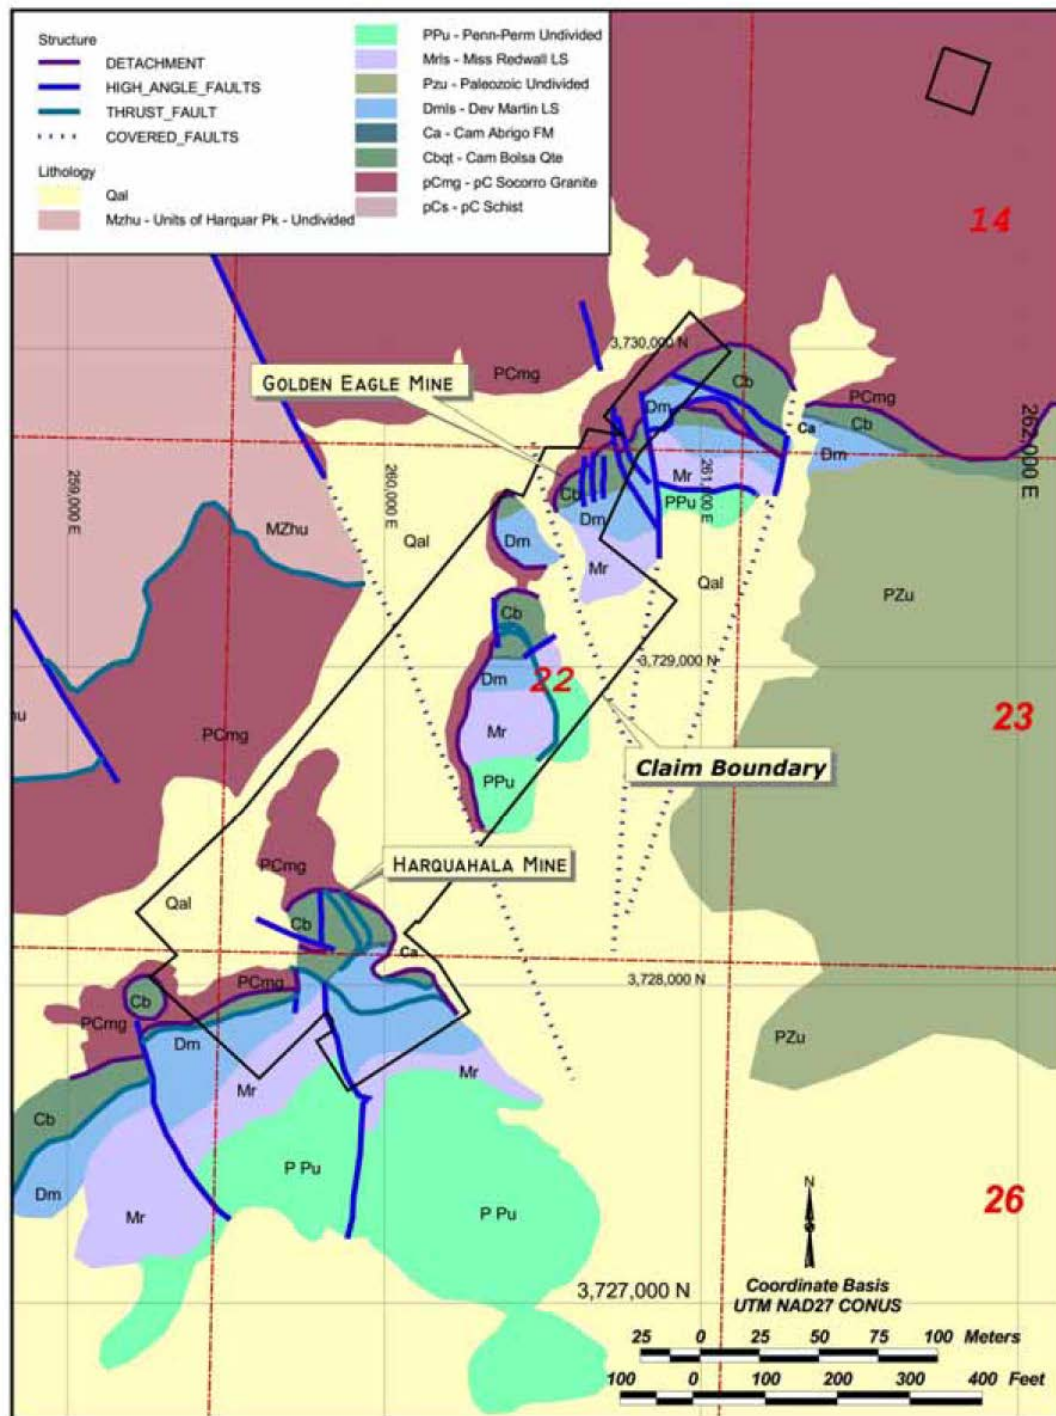 Structure
DETACHMENT
HIGH_ANGLE_FAULTS
THRUST_FAULT
COVERED_FAULTS
Lithology
Qal
Mzhu - Units of Harquar Pk - Undivided
PPu - Penn-Perm Undivided
Mrls - Miss Redwall LS
Pzu - Paleozoic Undivided
Dmls - Dev Martin LS
Ca - Cam Abrigo FM
Cbqt - Cam Bolsa Qte
pCmg - pC Socorro Granite
pCs - pC Schist
14
3,730,000 N
PCmg
GOLDEN EAGLE MINE
Cb
PCmg
Dm
Ca
Cb
262,000 E
Dm
259,000 E
260,000 E
Mr
261,000 E
Cb
PPu
MZhu
Qal
Dm
Dm
Mr
Qal
PZu
Cb
3,729,000 N
Dm
22
hu
23
PCmg
Mr
Claim Boundary
PPu
HARQUAHALA MINE
PCmg
Qal
Cb
Ca
3,728,000 N
PCmg
Cb
PCmg
PZu
Dm
Mr
Mr
Cb
P Pu
Dm
Mr
P Pu
26
N
3,727,000 N
Coordinate Basis
UTM NAD27 CONUS
25 0 25 50 75 100 Meters
100 0 100 200 300 400 Feet